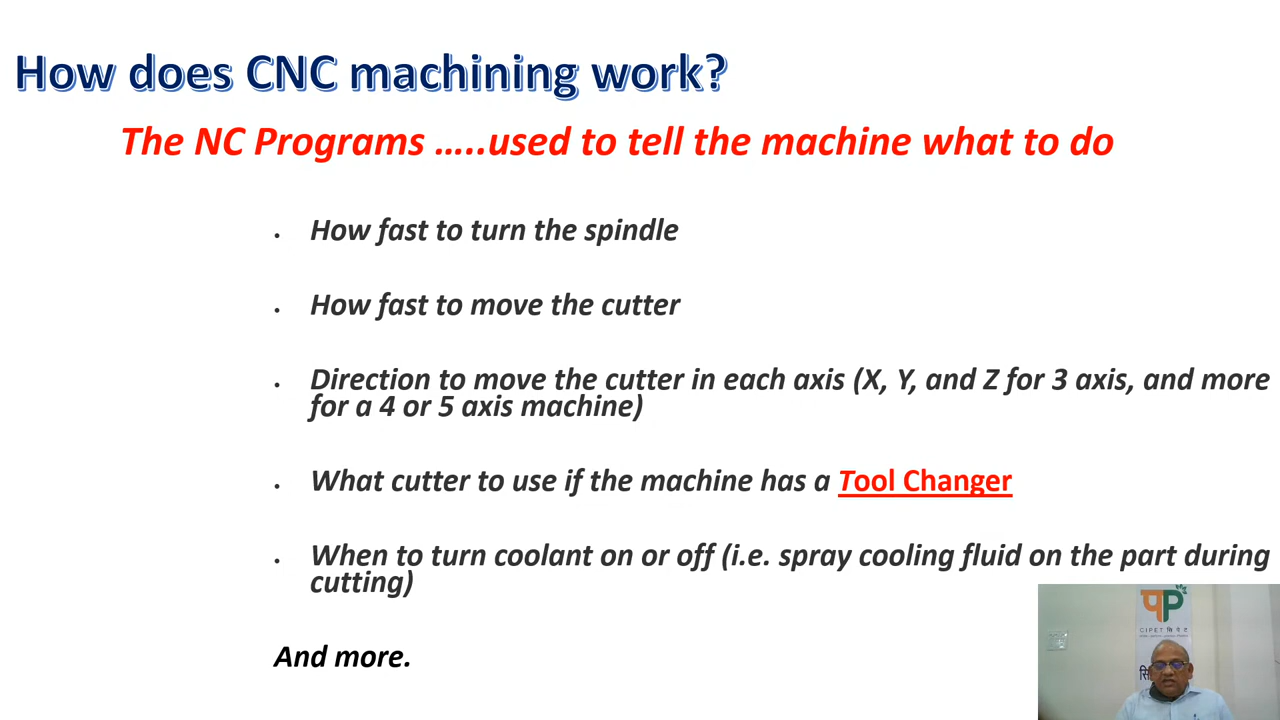 How does CNC machining work?
The NC Programs …..used to tell the machine what to do
• How fast to turn the spindle
• How fast to move the cutter
• Direction to move the cutter in each axis (X, Y, and Z for 3 axis, and more
for a 4 or 5 axis machine)
• What cutter to use if the machine has a Tool Changer
• When to turn coolant on or off (i.e. spray cooling fluid on the part during
cutting)
And more.
CIPET सिपेट